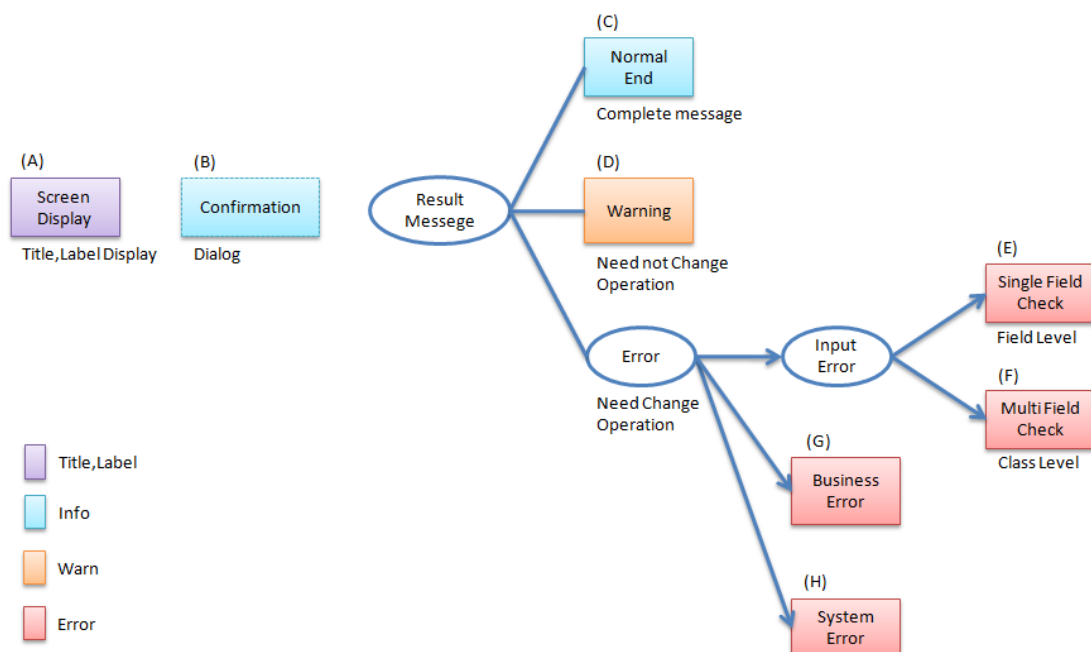 (C)
Normal
End
Complete message
(A)
Screen
Display
Title,Label Display
(B)
Confirmation
Dialog
Result
Messege
(D)
Warning
Need not Change
Operation
Error
Need Change
Operation
Input
Error
(E)
Single Field
Check
Field Level
(F)
Multi Field
Check
Class Level
(G)
Business
Error
(H)
System
Error
Title,Label
Info
Warn
Error